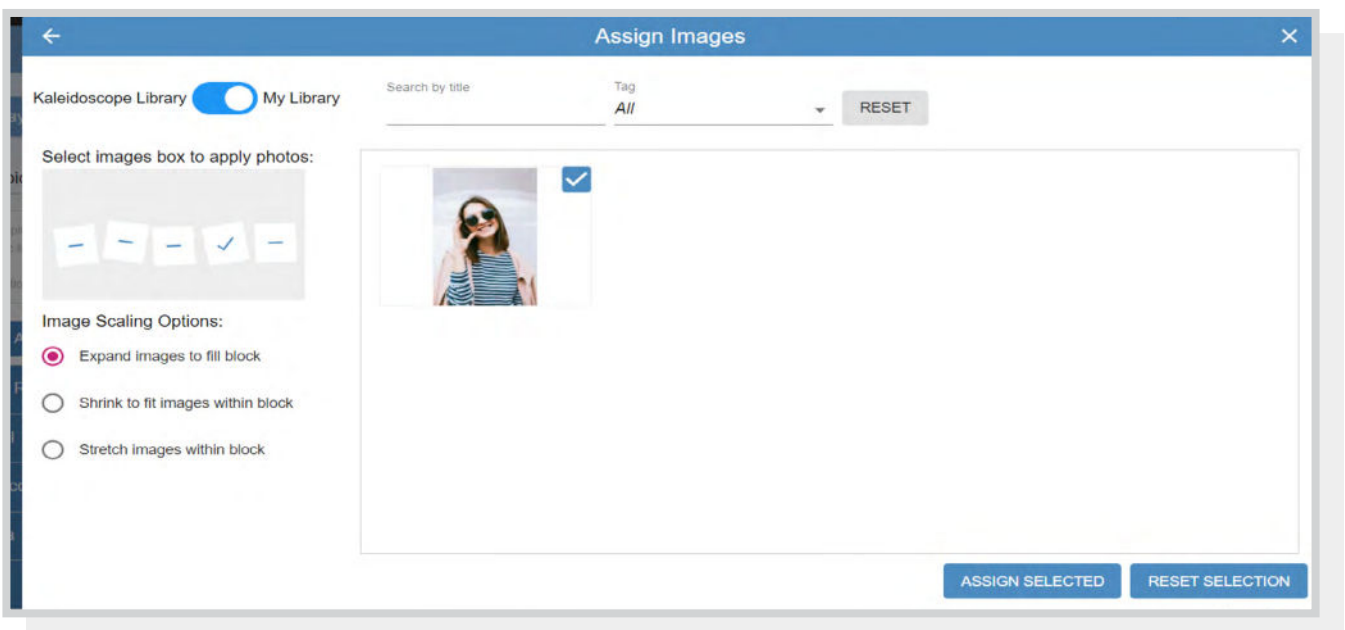 Assign Images
Kaleidoscope Library My Library
Search by title
Tag
All
RESET
Select images box to apply photos:
Image Scaling Options:
Expand images to fill block
Shrink to fit images within block
Stretch images within block
ASSIGN SELECTED
RESET SELECTION